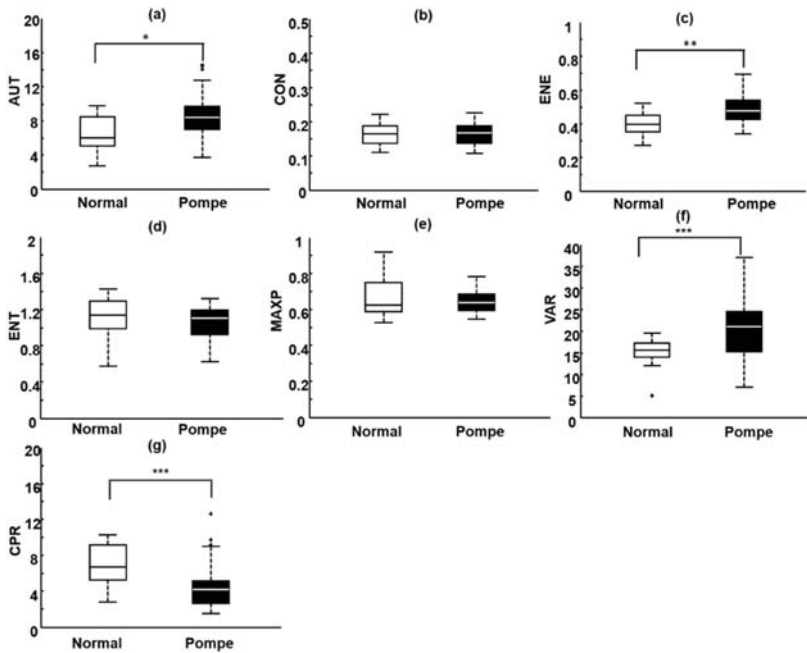 (a)
*
20
16
12
8
4
0
AUT
Normal Pompe
(b)
0.5
0.4
0.3
0.2
0.1
0
CON
Normal Pompe
(c)
**
1
0.8
0.6
0.4
0.2
0
ENE
Normal Pompe
(d)
2
1.6
1.2
0.8
0.4
0
ENT
Normal Pompe
(e)
1
0.8
0.6
0.4
0.2
0
MAXP
Normal Pompe
(f)
***
40
35
25
20
15
10
5
0
VAR
Normal Pompe
(g)
***
20
16
12
8
4
0
CPR
Normal Pompe